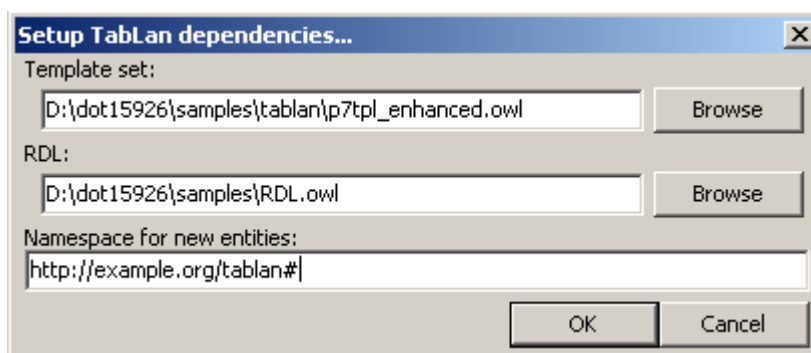 Setup TabLan dependencies...
Template set:
D:\dot15926\samples\tablan\p7tpl_enhanced.owl Browse
RDL:
D:\dot15926\samples\RDL.owl Browse
Namespace for new entities:
http://example.org/tablan#
OK Cancel